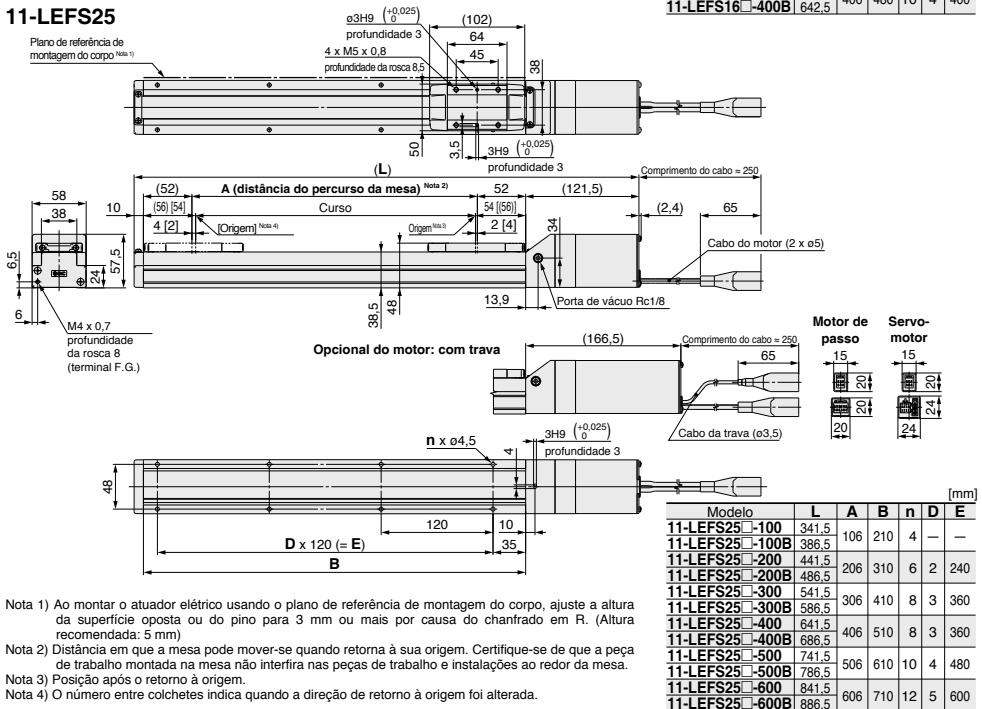 11-LEFS16□-400B 642,5 406 480 10 4 400
11-LEFS25
Plano de referência de
montagem do corpo Nota 1)
ø3H9 (+0,025 0)
profundidade 3
4 x M5 x 0,8
profundidade da rosca 8,5
(102)
64
45
38
50
3,5
3H9 (+0,025 0)
profundidade 3
(L)
Comprimento do cabo ≈ 250
(52)
A (distância do percurso da mesa) Nota 2)
52
(121,5)
10
(56) [54]
Curso
54 [(56)]
4 [2]
[Origem] Nota 4)
Origem Nota 3)
2 [4]
34
(2,4)
65
Cabo do motor (2 x ø5)
58
38
6,5
24
57,5
6
M4 x 0,7
profundidade
da rosca 8
(terminal F.G.)
38,5
48
13,9
Porta de vácuo Rc1/8
Opcional do motor: com trava
(166,5)
Comprimento do cabo ≈ 250
65
Cabo da trava (ø3,5)
Motor de
passo
15
20
20
20
Servo-
motor
15
20
24
24
n x ø4,5
3H9 (+0,025 0)
profundidade 3
4
48
120
10
D x 120 (= E)
35
B
[mm]
Modelo L A B n D E
11-LEFS25□-100 341,5 106 210 4 — —
11-LEFS25□-100B 386,5
11-LEFS25□-200 441,5 206 310 6 2 240
11-LEFS25□-200B 486,5
11-LEFS25□-300 541,5 306 410 8 3 360
11-LEFS25□-300B 586,5
11-LEFS25□-400 641,5 406 510 8 3 360
11-LEFS25□-400B 686,5
11-LEFS25□-500 741,5 506 610 10 4 480
11-LEFS25□-500B 786,5
11-LEFS25□-600 841,5 606 710 12 5 600
11-LEFS25□-600B 886,5
Nota 1) Ao montar o atuador elétrico usando o plano de referência de montagem do corpo, ajuste a altura
da superfície oposta ou do pino para 3 mm ou mais por causa do chanfrado em R. (Altura
recomendada: 5 mm)
Nota 2) Distância em que a mesa pode mover-se quando retorna à sua origem. Certifique-se de que a peça
de trabalho montada na mesa não interfira nas peças de trabalho e instalações ao redor da mesa.
Nota 3) Posição após o retorno à origem.
Nota 4) O número entre colchetes indica quando a direção de retorno à origem foi alterada.